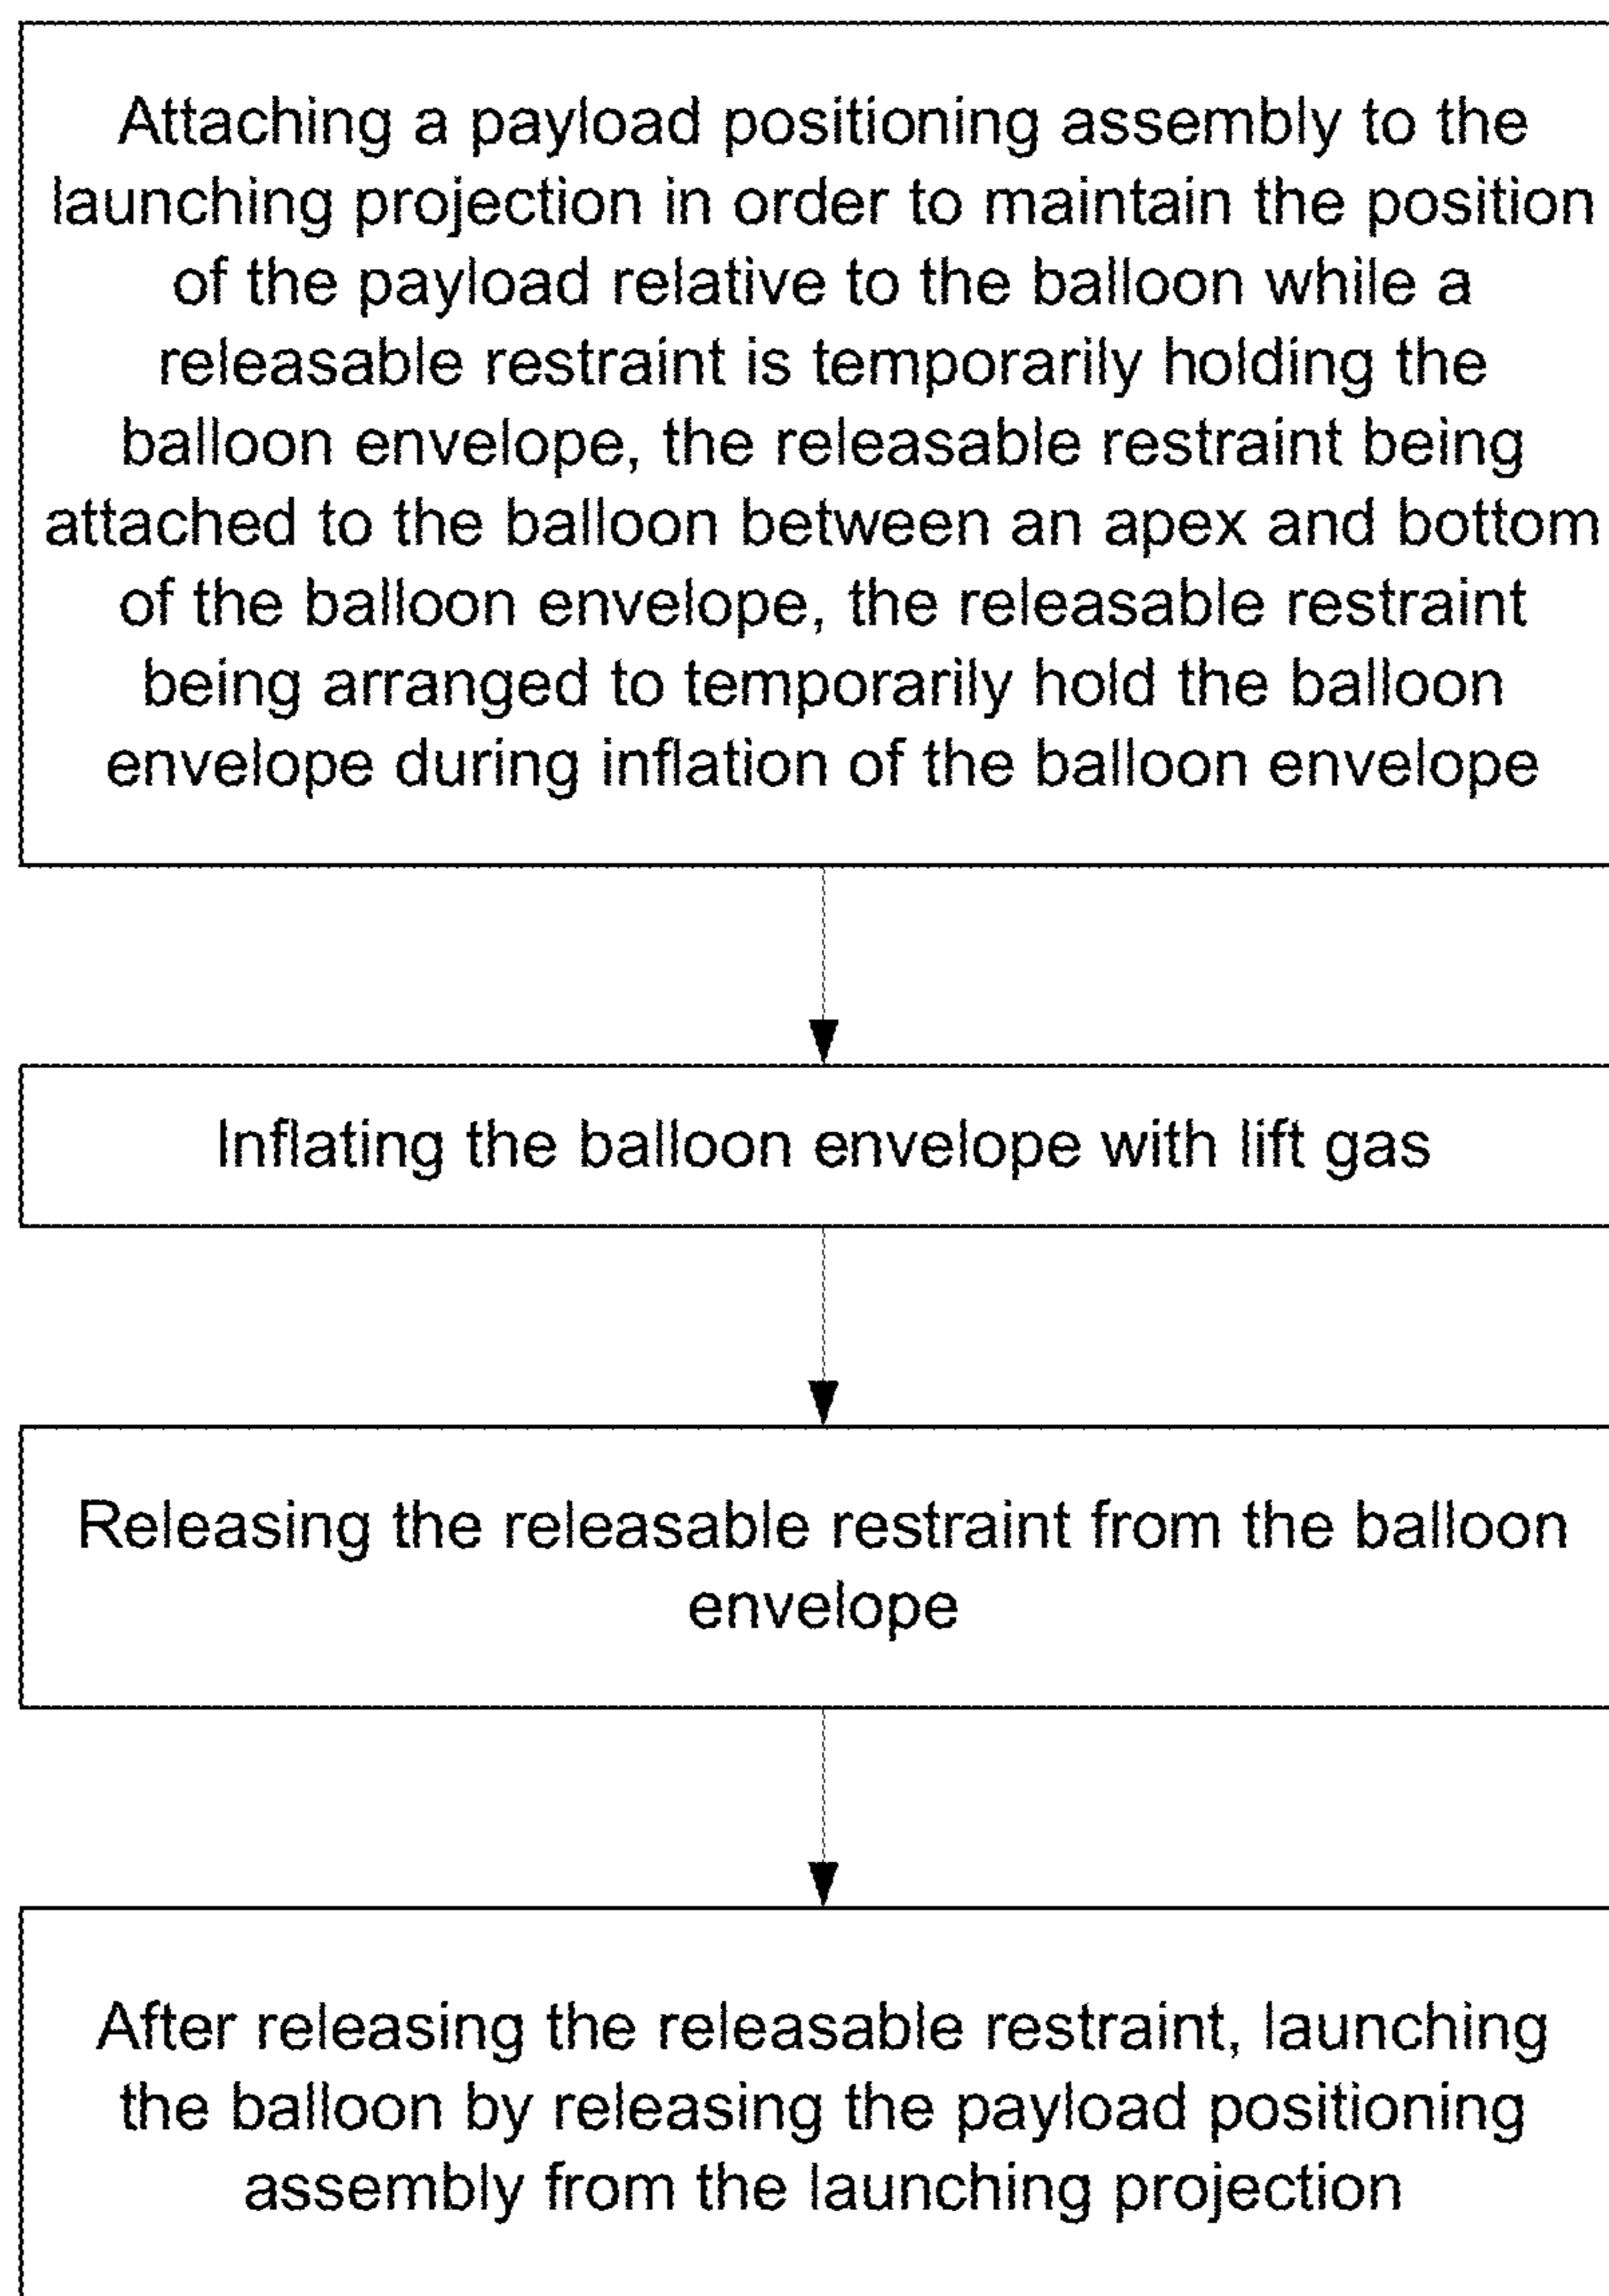 Attaching a payload positioning assembly to the
launching projection in order to maintain the position
of the payload relative to the balloon while a
releasable restraint is temporarily holding the
balloon envelope, the releasable restraint being
attached to the balloon between an apex and bottom
of the balloon envelope, the releasable restraint
being arranged to temporarily hold the balloon
envelope during inflation of the balloon envelope
Inflating the balloon envelope with lift gas
Releasing the releasable restraint from the balloon
envelope
After releasing the releasable restraint, launching
the balloon by releasing the payload positioning
assembly from the launching projection